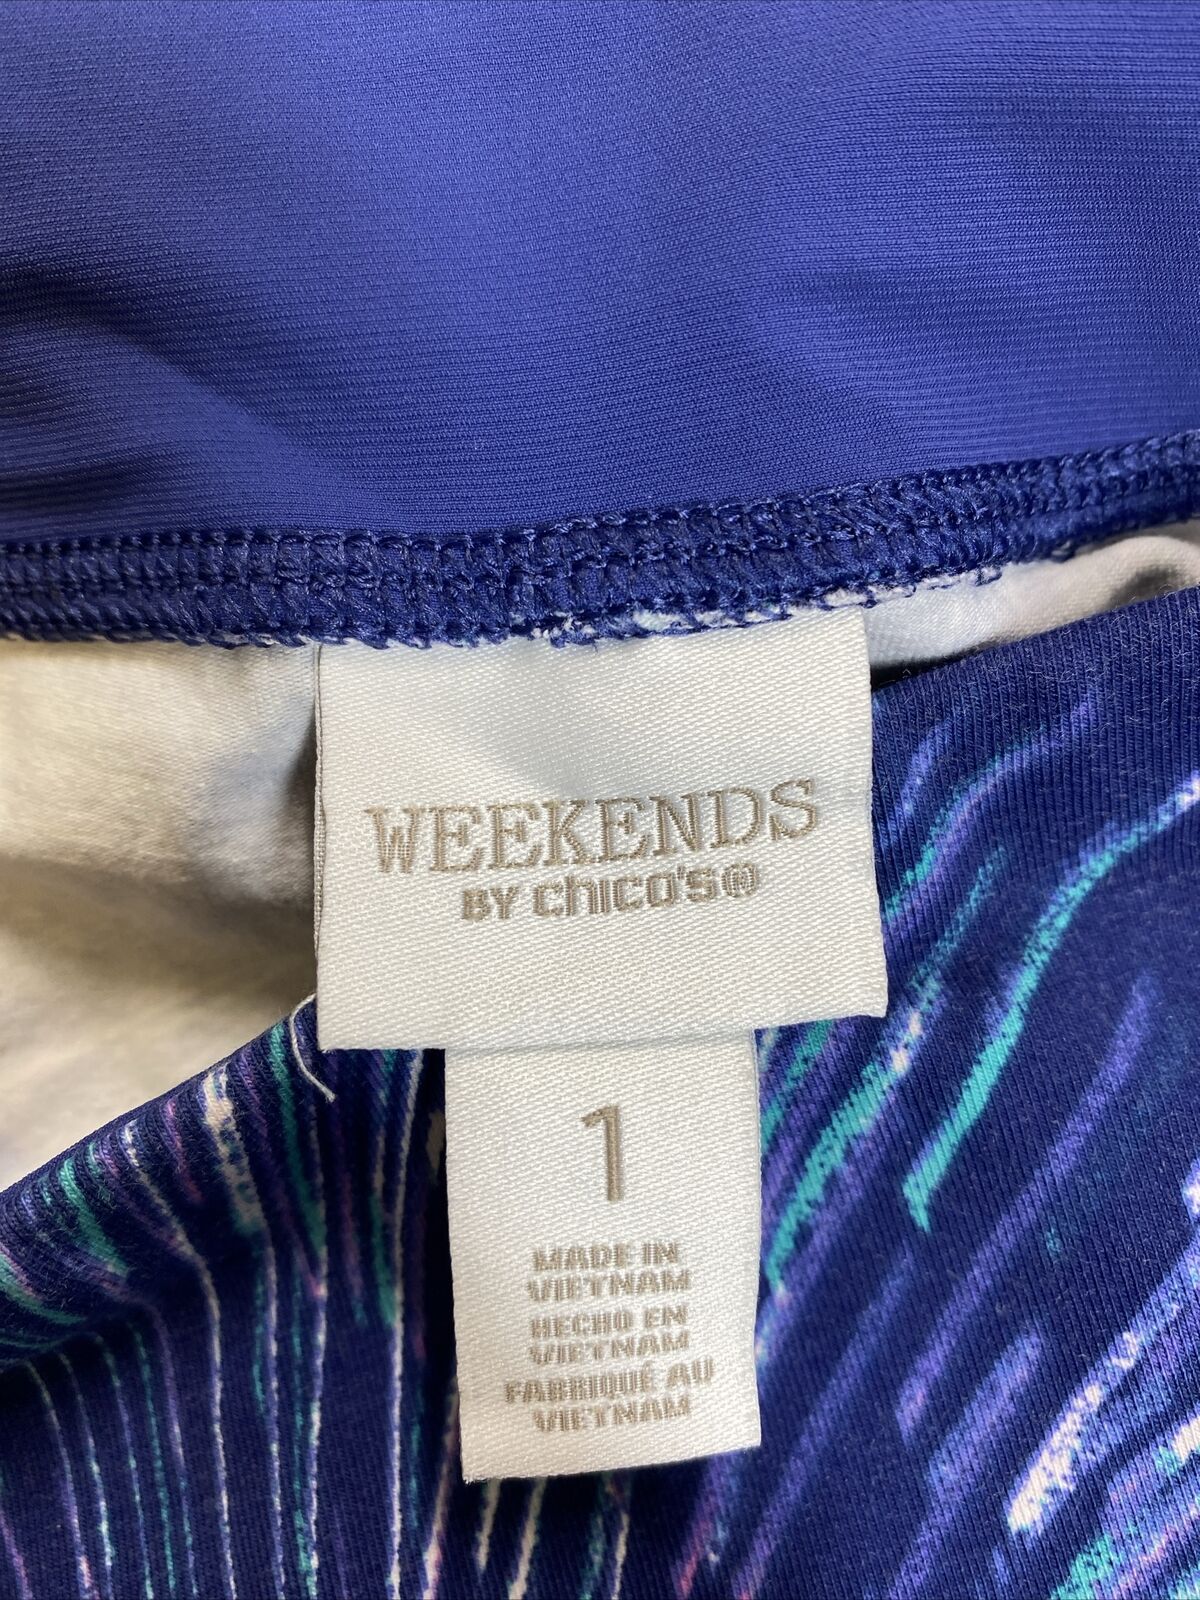 WEEKENDS
BY chico's®
1
MADE IN
VIETNAM
HECHO EN
VIETNAM
FABRIQUÉ AU
VIETNAM